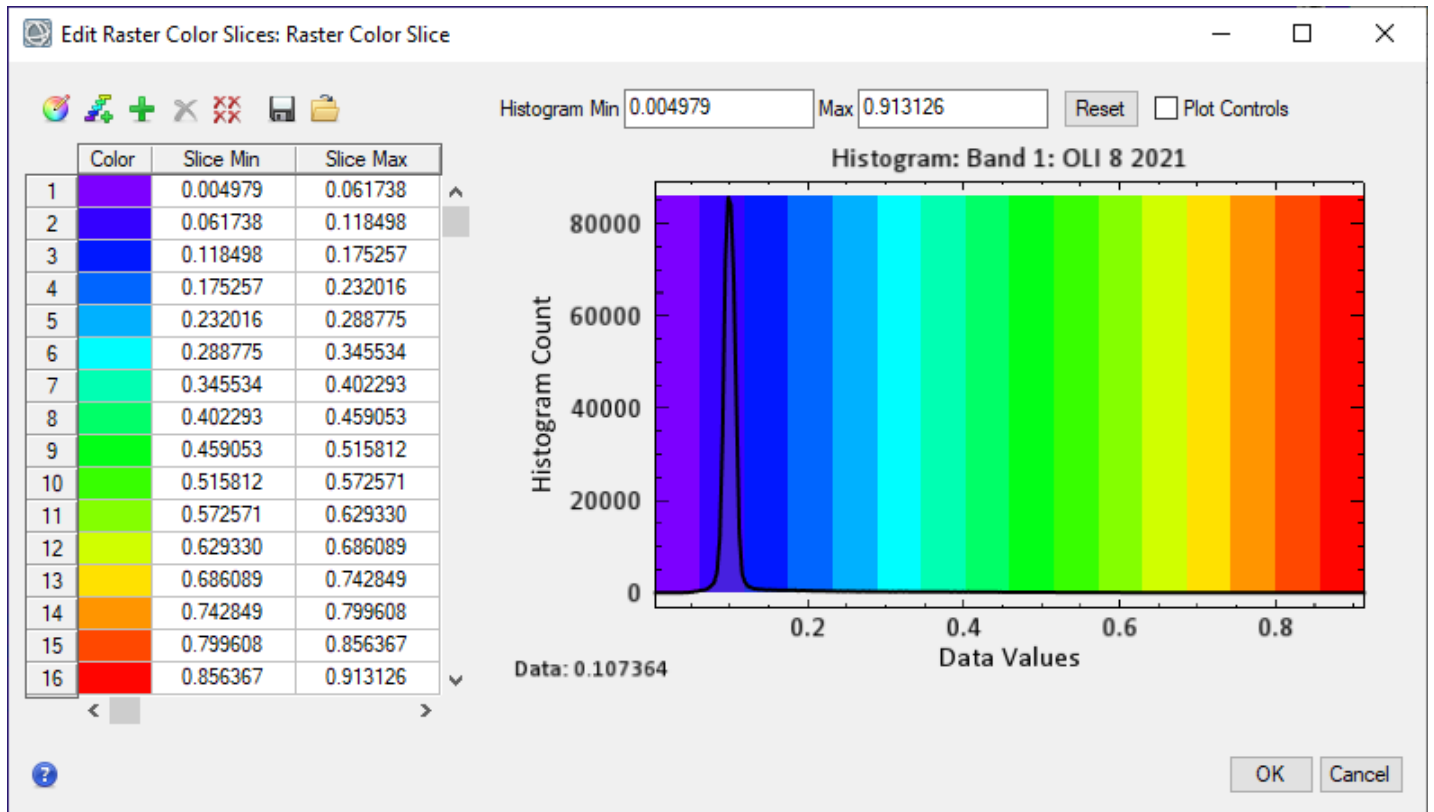 Edit Raster Color Slices: Raster Color Slice
Histogram Min 0.004979 Max 0.913126 Reset Plot Controls
Color Slice Min Slice Max
1 0.004979 0.061738
2 0.061738 0.118498
3 0.118498 0.175257
4 0.175257 0.232016
5 0.232016 0.288775
6 0.288775 0.345534
7 0.345534 0.402293
8 0.402293 0.459053
9 0.459053 0.515812
10 0.515812 0.572571
11 0.572571 0.629330
12 0.629330 0.686089
13 0.686089 0.742849
14 0.742849 0.799608
15 0.799608 0.856367
16 0.856367 0.913126
Histogram: Band 1: OLI 8 2021
Histogram Count
80000
60000
40000
20000
0
0.2 0.4 0.6 0.8
Data Values
Data: 0.107364
OK Cancel